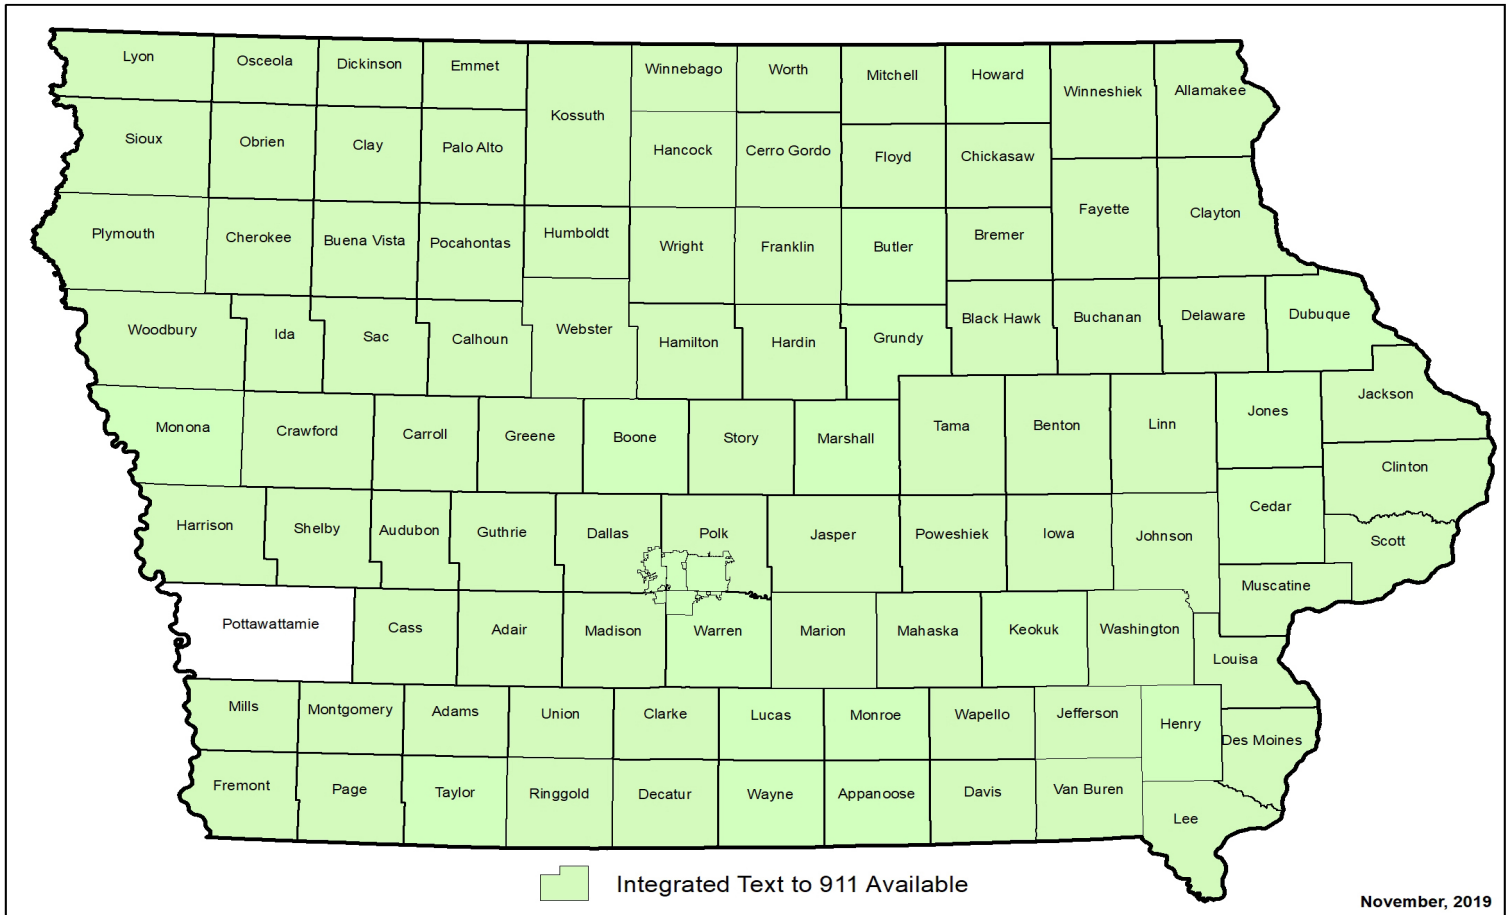 Lyon
Osceola
Dickinson
Emmet
Kossuth
Winnebago
Worth
Mitchell
Howard
Winneshiek
Allamakee
Sioux
Obrien
Clay
Palo Alto
Hancock
Cerro Gordo
Floyd
Chickasaw
Fayette
Clayton
Plymouth
Cherokee
Buena Vista
Pocahontas
Humboldt
Wright
Franklin
Butler
Bremer
Woodbury
Ida
Sac
Calhoun
Webster
Hamilton
Hardin
Grundy
Black Hawk
Buchanan
Delaware
Dubuque
Monona
Crawford
Carroll
Greene
Boone
Story
Marshall
Tama
Benton
Linn
Jones
Jackson
Clinton
Harrison
Shelby
Audubon
Guthrie
Dallas
Polk
Jasper
Poweshiek
Iowa
Johnson
Cedar
Scott
Muscatine
Pottawattamie
Cass
Adair
Madison
Warren
Marion
Mahaska
Keokuk
Washington
Louisa
Mills
Montgomery
Adams
Union
Clarke
Lucas
Monroe
Wapello
Jefferson
Henry
Des Moines
Fremont
Page
Taylor
Ringgold
Decatur
Wayne
Appanoose
Davis
Van Buren
Lee
Integrated Text to 911 Available
November, 2019